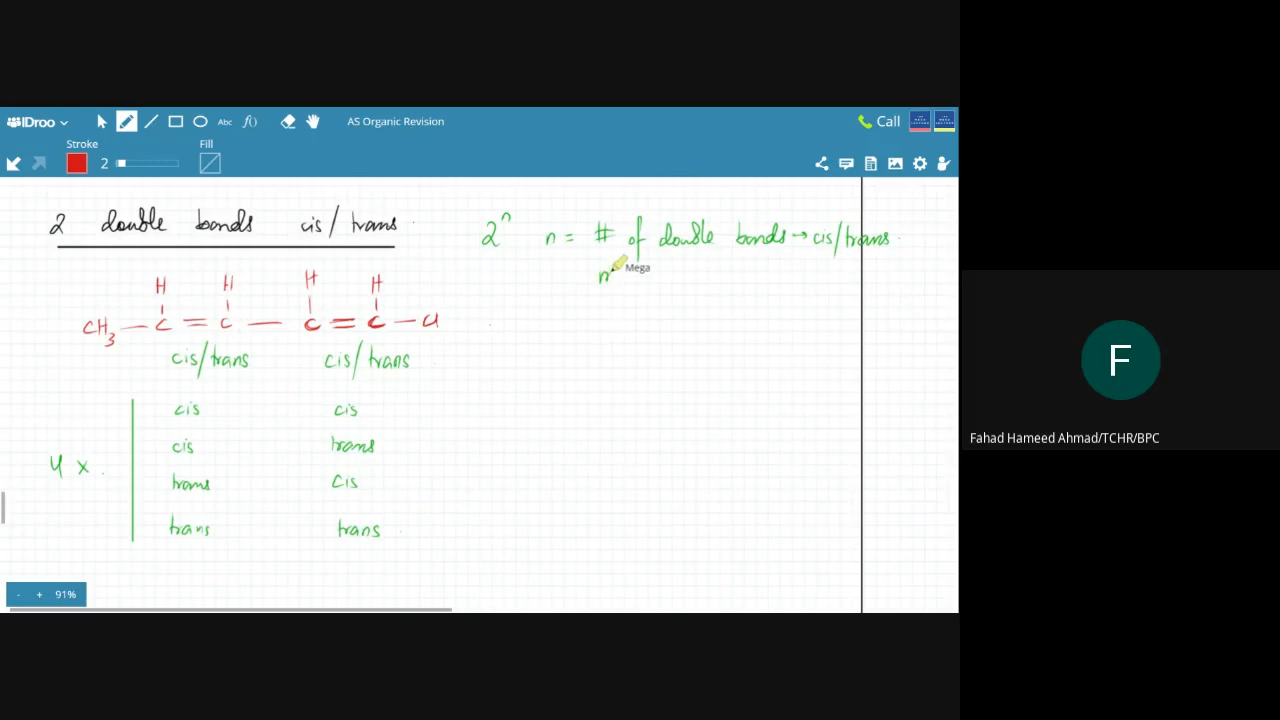 IDroo
Abc
f()
AS Organic Revision
Call
Stroke
2
Fill
2 double bonds cis/trans
2ⁿ n = # of double bonds → cis/trans
n
Mega
H H H H
CH₃ — C = C — C = C — Cl
cis/trans cis/trans
cis cis
cis trans
4 x
trans cis
trans trans
- + 91%
F
Fahad Hameed Ahmad/TCHR/BPC